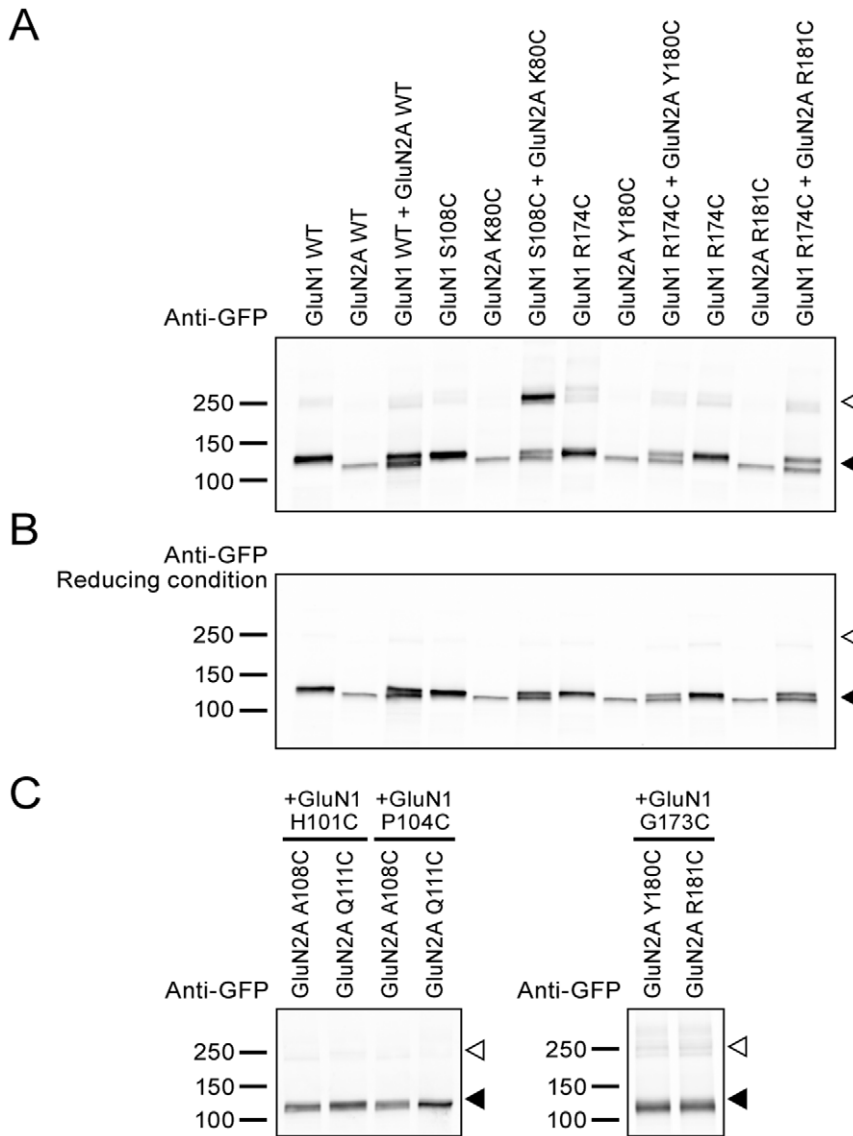 A
GluN1 WT
GluN2A WT
GluN1 WT + GluN2A WT
GluN1 S108C
GluN2A K80C
GluN1 S108C + GluN2A K80C
GluN1 R174C
GluN2A Y180C
GluN1 R174C + GluN2A Y180C
GluN1 R174C
GluN2A R181C
GluN1 R174C + GluN2A R181C
Anti-GFP
250
150
100
B
Anti-GFP
Reducing condition
250
150
100
C
+GluN1
H101C
+GluN1
P104C
GluN2A A108C
GluN2A Q111C
GluN2A A108C
GluN2A Q111C
Anti-GFP
250
150
100
+GluN1
G173C
GluN2A Y180C
GluN2A R181C
Anti-GFP
250
150
100